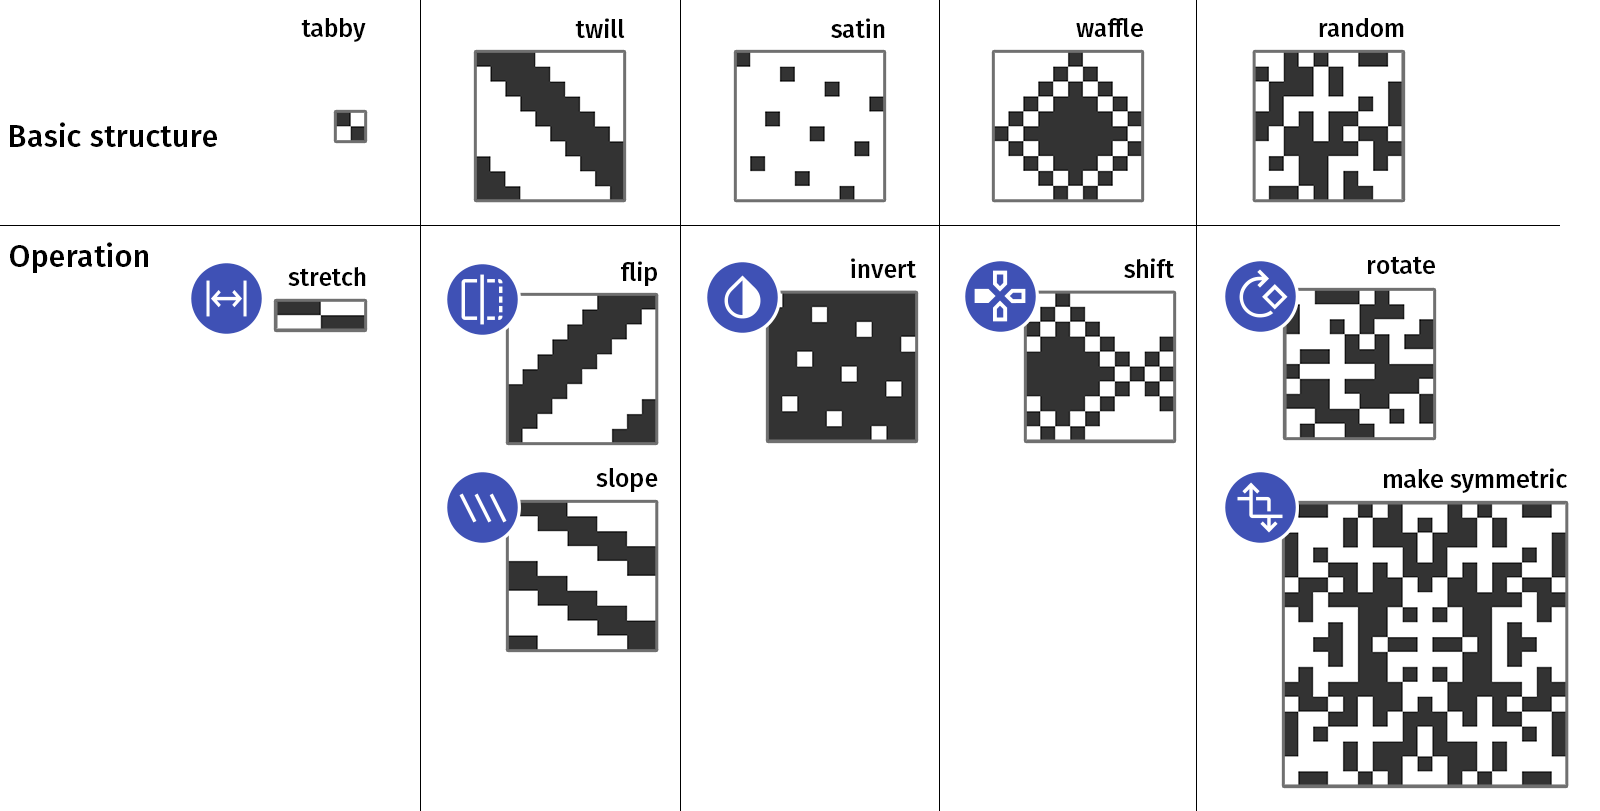 tabby
twill
satin
waffle
random
Basic structure
Operation
stretch
flip
invert
shift
rotate
slope
make symmetric